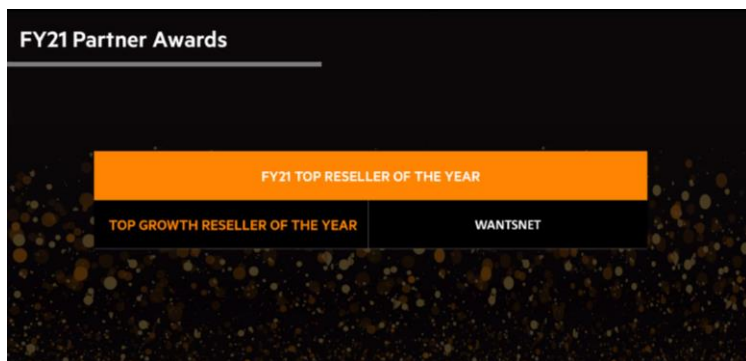 FY21 Partner Awards
FY21 TOP RESELLER OF THE YEAR
TOP GROWTH RESELLER OF THE YEAR WANTSNET